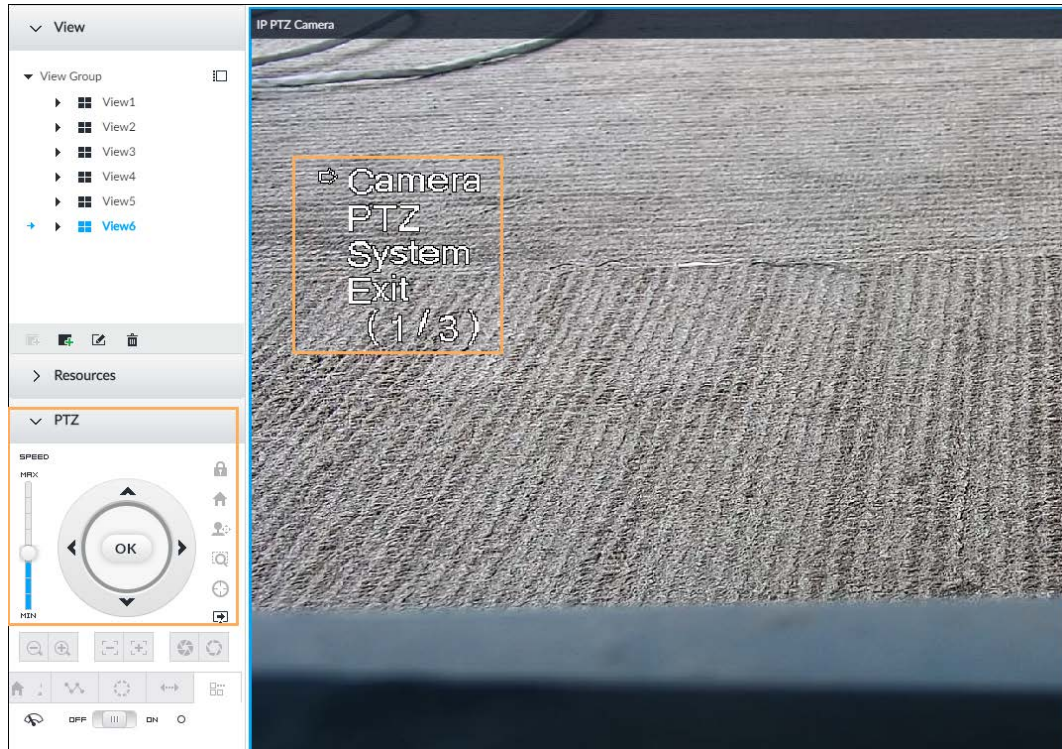 View
View Group
View1
View2
View3
View4
View5
View6
Resources
PTZ
SPEED
MAX
OK
MIN
OFF ON
IP PTZ Camera
Camera
PTZ
System
Exit
(1/3)